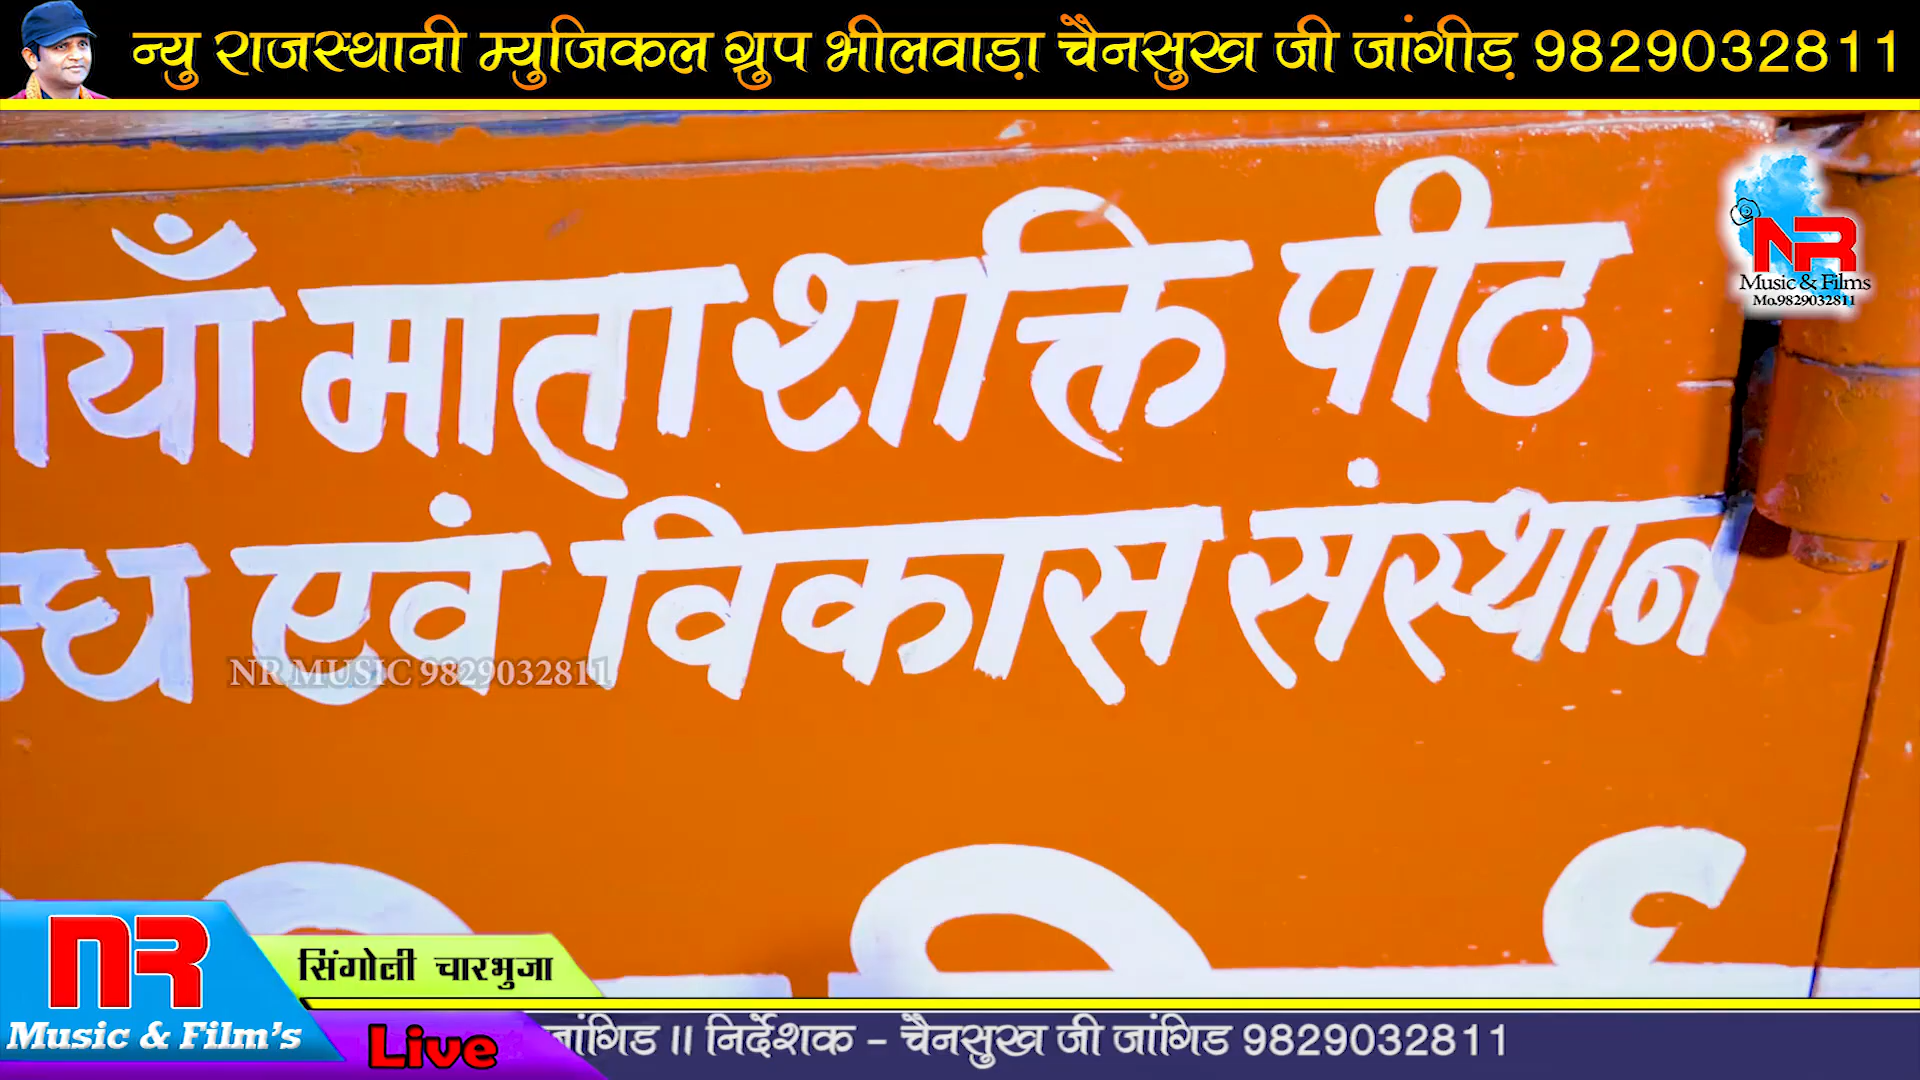 न्यु राजस्थानी म्युजिकल ग्रुप भीलवाडा़ चैनसुख जी जांगीड़ 9829032811
NR
Music & Films
Mo.9829032811
माता शक्ति पीठ
एवं विकास संस्थान
NR MUSIC 9829032811
NR
Music & Film's
सिंगोली चारभुजा
Live
जांगिड ।। निर्देशक - चैनसुख जी जांगिड 9829032811